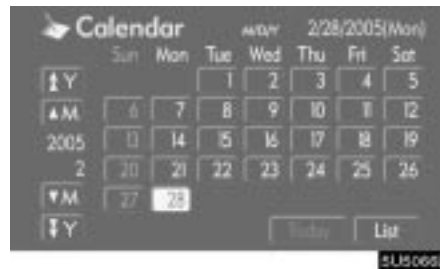 Calendar M/D/Y 2/28/2005(Mon)
Sun Mon Tue Wed Thu Fri Sat
Y 1 2 3 4 5
M 6 7 8 9 10 11 12
2005 13 14 15 16 17 18 19
2 20 21 22 23 24 25 26
M 27 28
Y Today List
5U5066